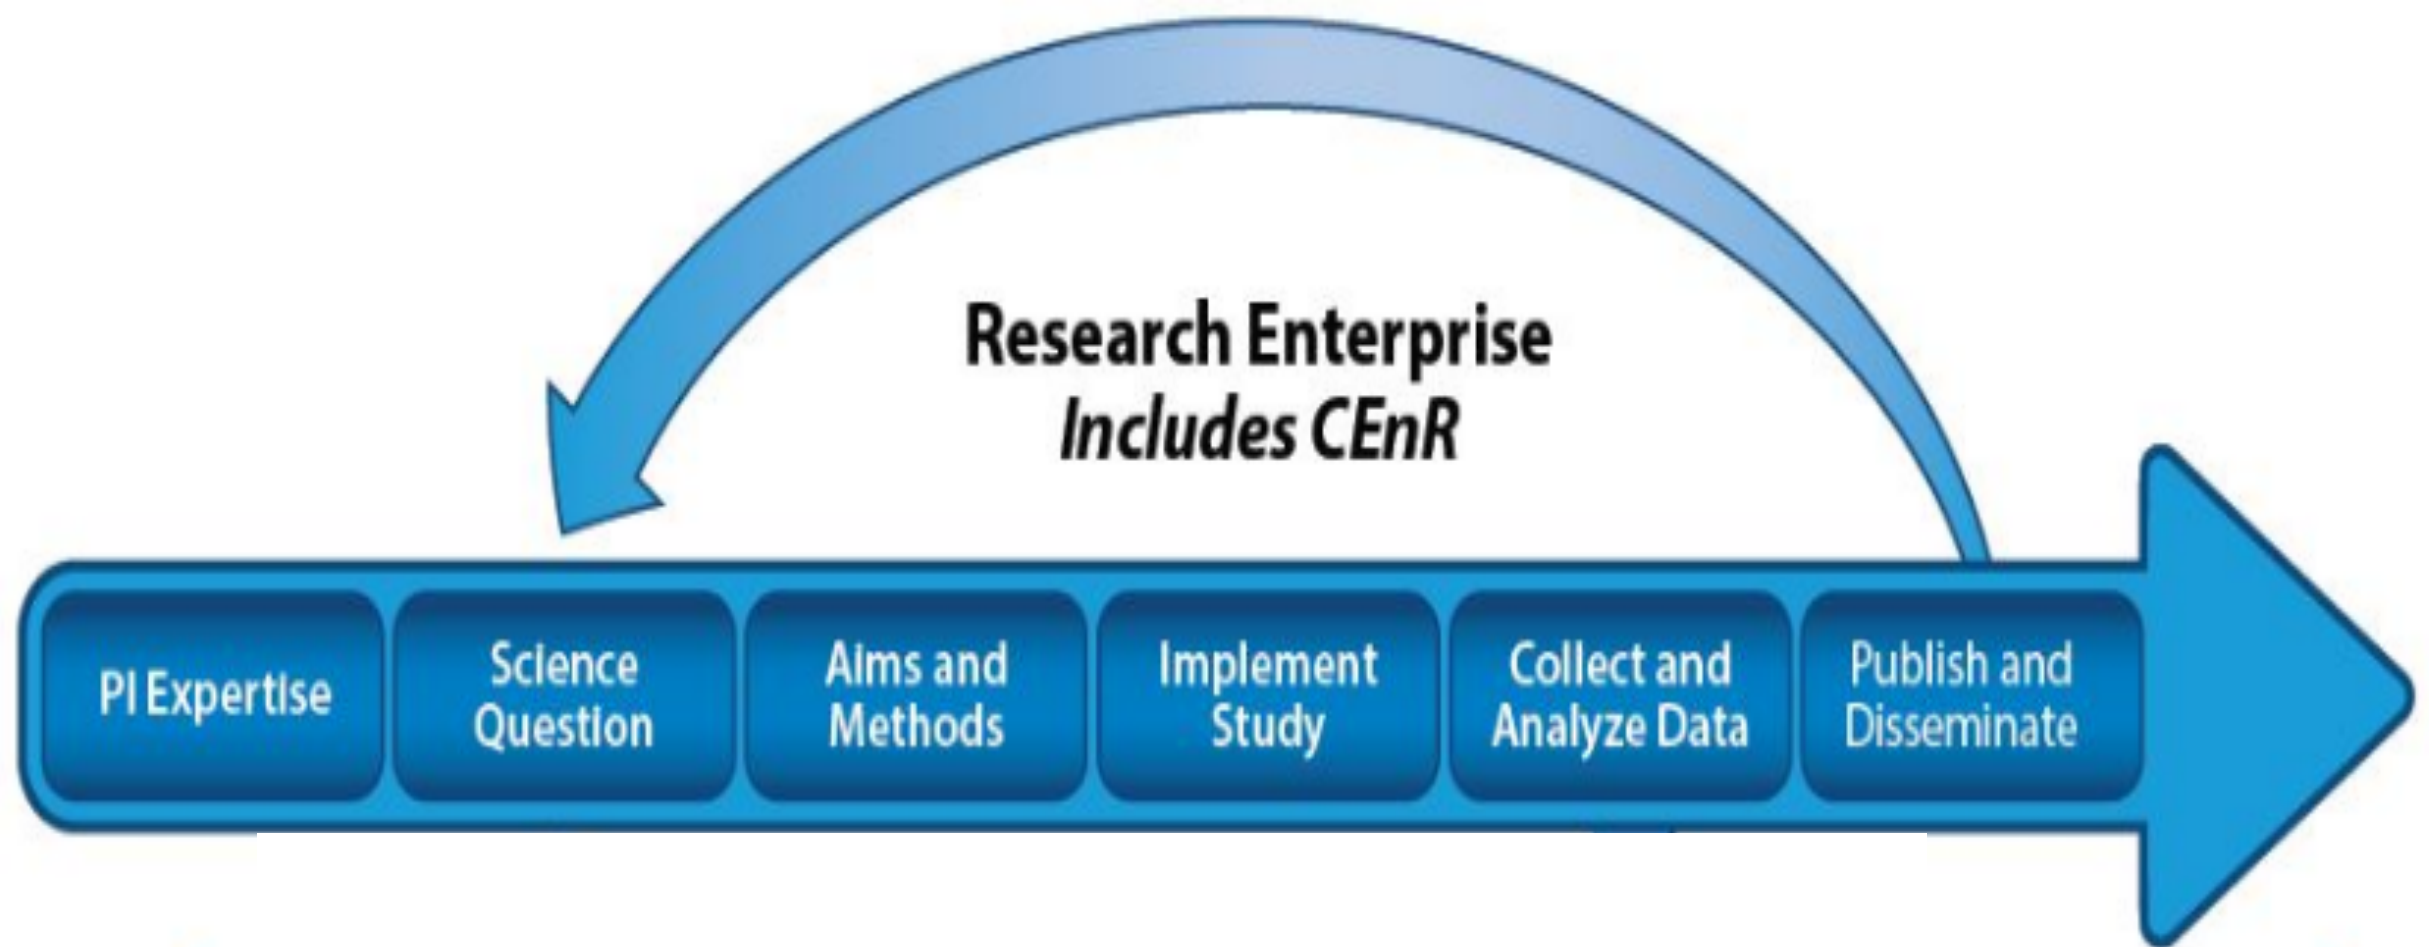 Research Enterprise
Includes CEnR
PI Expertise
Science
Question
Aims and
Methods
Implement
Study
Collect and
Analyze Data
Publish and
Disseminate